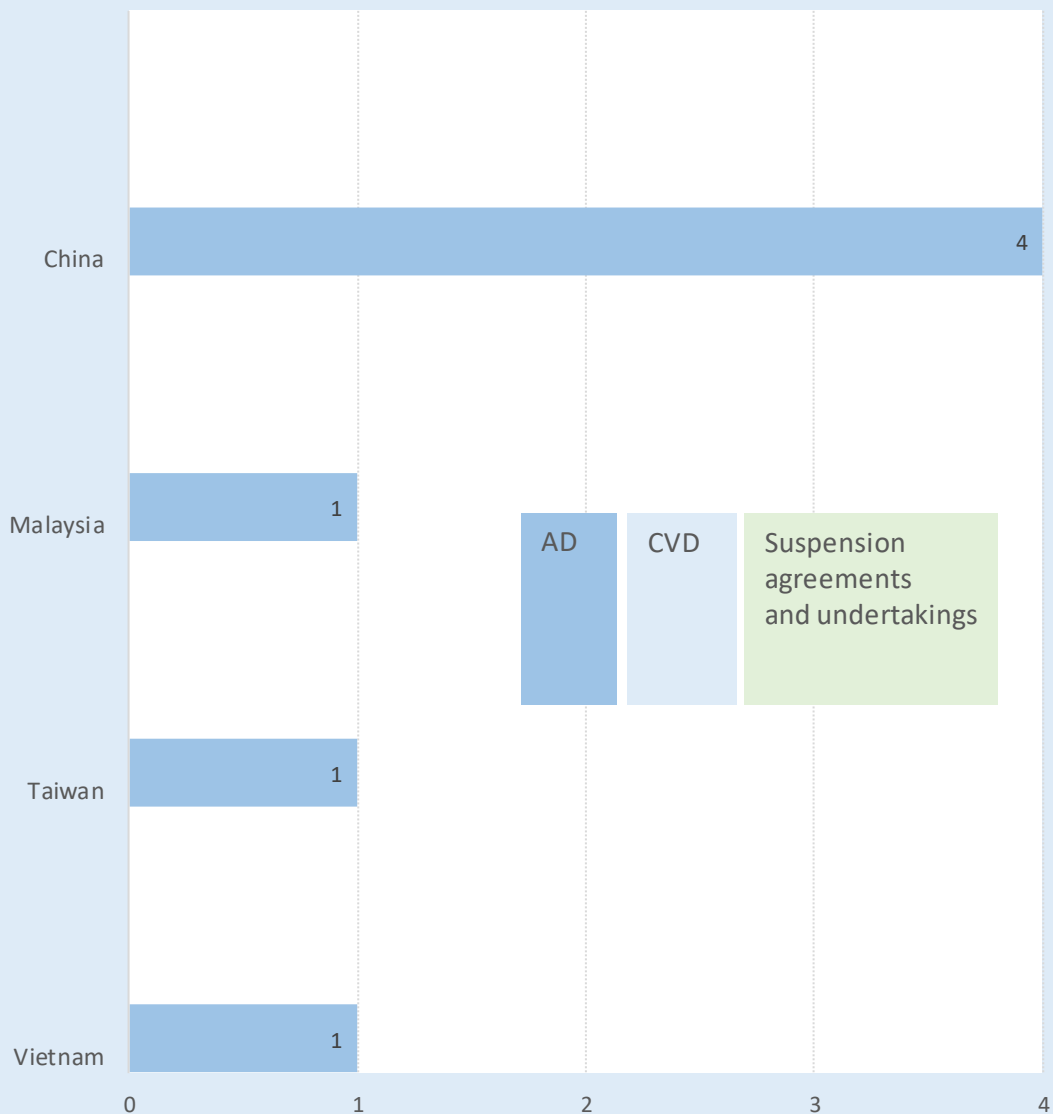 4
China
1
Malaysia
AD
CVD
Suspension
agreements
and undertakings
1
Taiwan
1
Vietnam
0
1
2
3
4